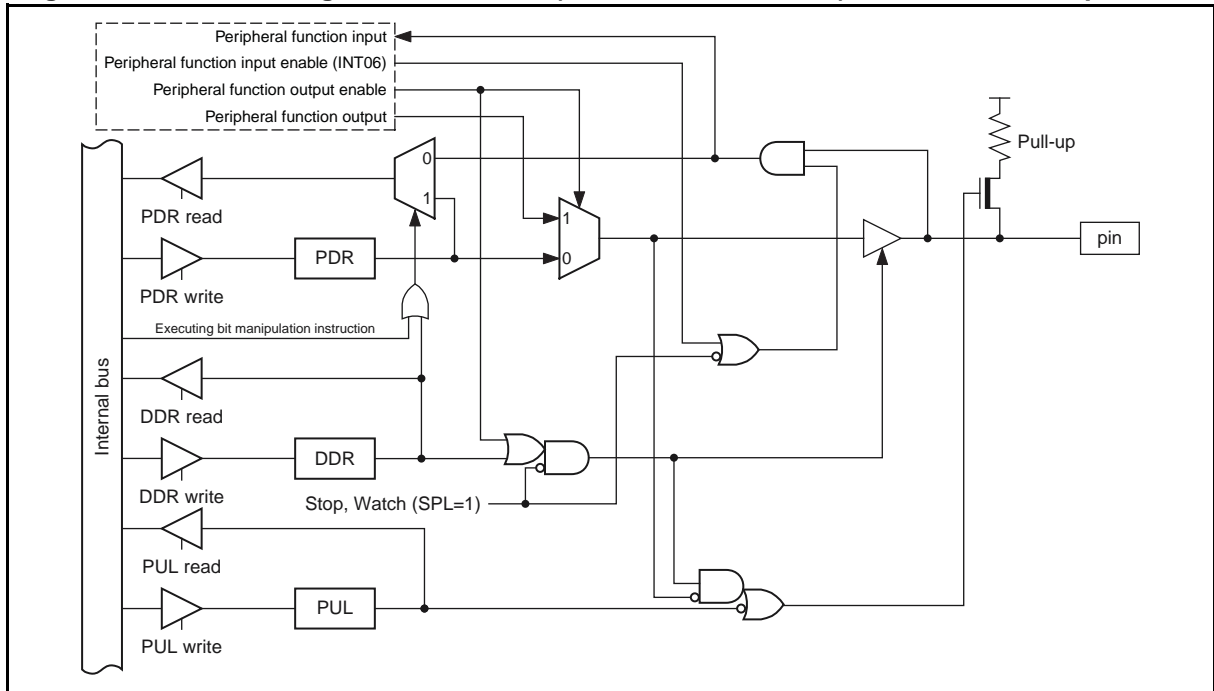 Peripheral function input
Peripheral function input enable (INT06)
Peripheral function output enable
Peripheral function output
Pull-up
0
1
PDR read
1
pin
PDR
0
PDR write
Executing bit manipulation instruction
Internal bus
DDR read
DDR
DDR write
Stop, Watch (SPL=1)
PUL read
PUL
PUL write